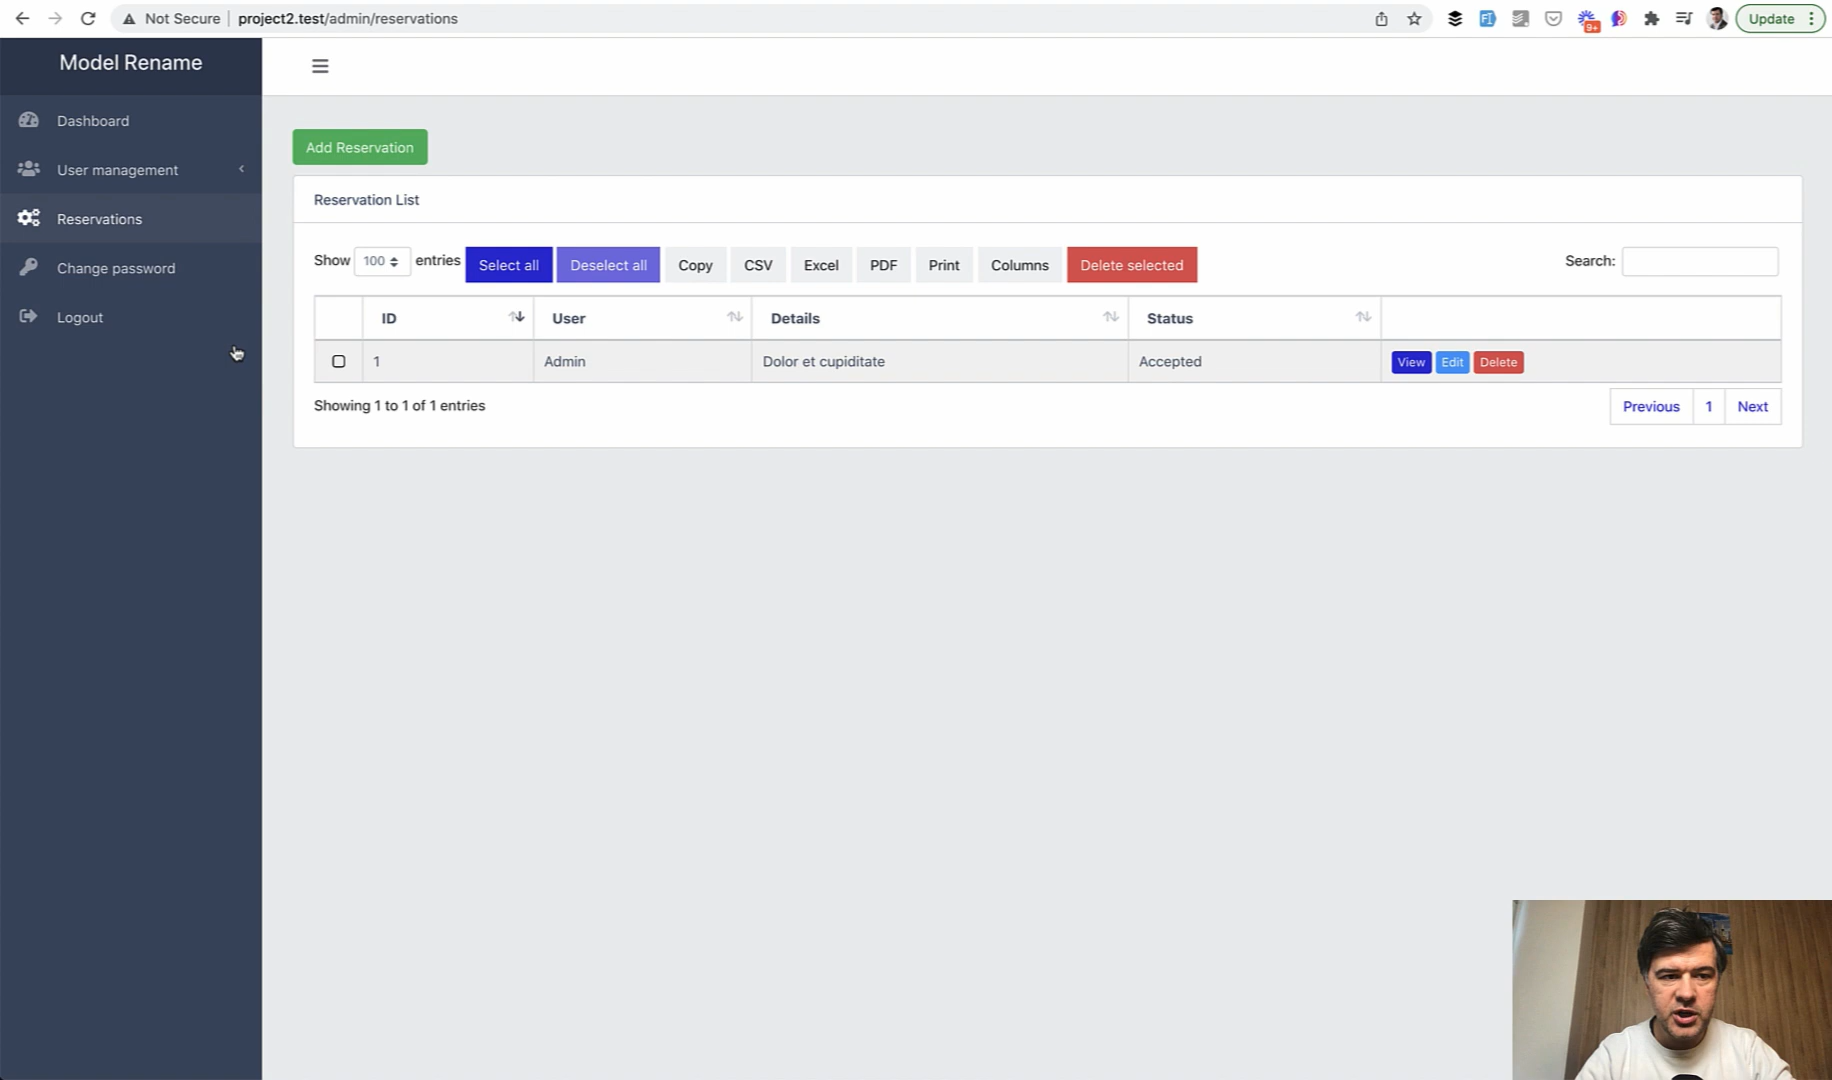 Not Secure project2.test/admin/reservations
9+
Update
Model Rename
Dashboard
User management
Reservations
Change password
Logout
Add Reservation
Reservation List
Show 100 entries Select all Deselect all Copy CSV Excel PDF Print Columns Delete selected Search:
ID User Details Status
1 Admin Dolor et cupiditate Accepted View Edit Delete
Showing 1 to 1 of 1 entries Previous 1 Next